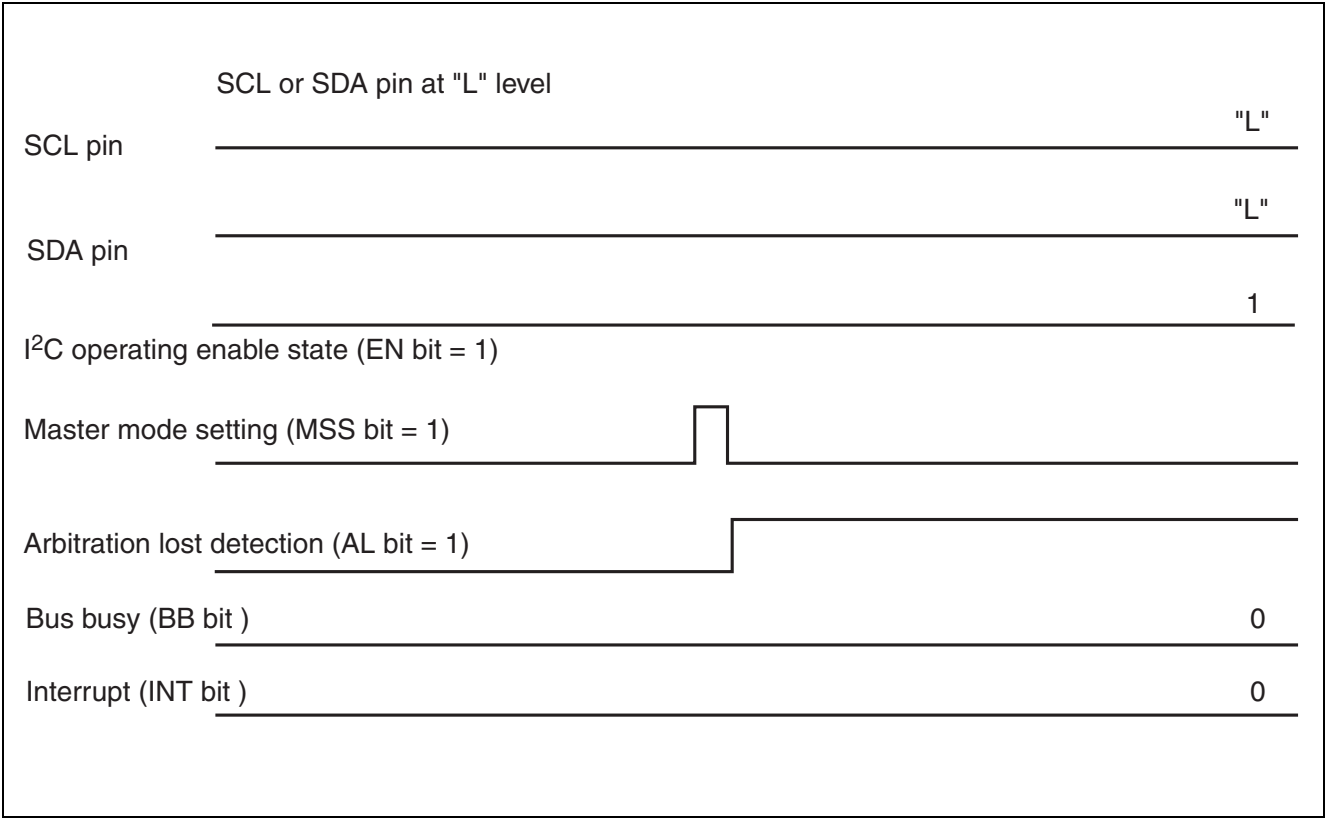 SCL or SDA pin at "L" level
"L"
SCL pin
"L"
SDA pin
1
I²C operating enable state (EN bit = 1)
Master mode setting (MSS bit = 1)
Arbitration lost detection (AL bit = 1)
Bus busy (BB bit )
0
Interrupt (INT bit )
0